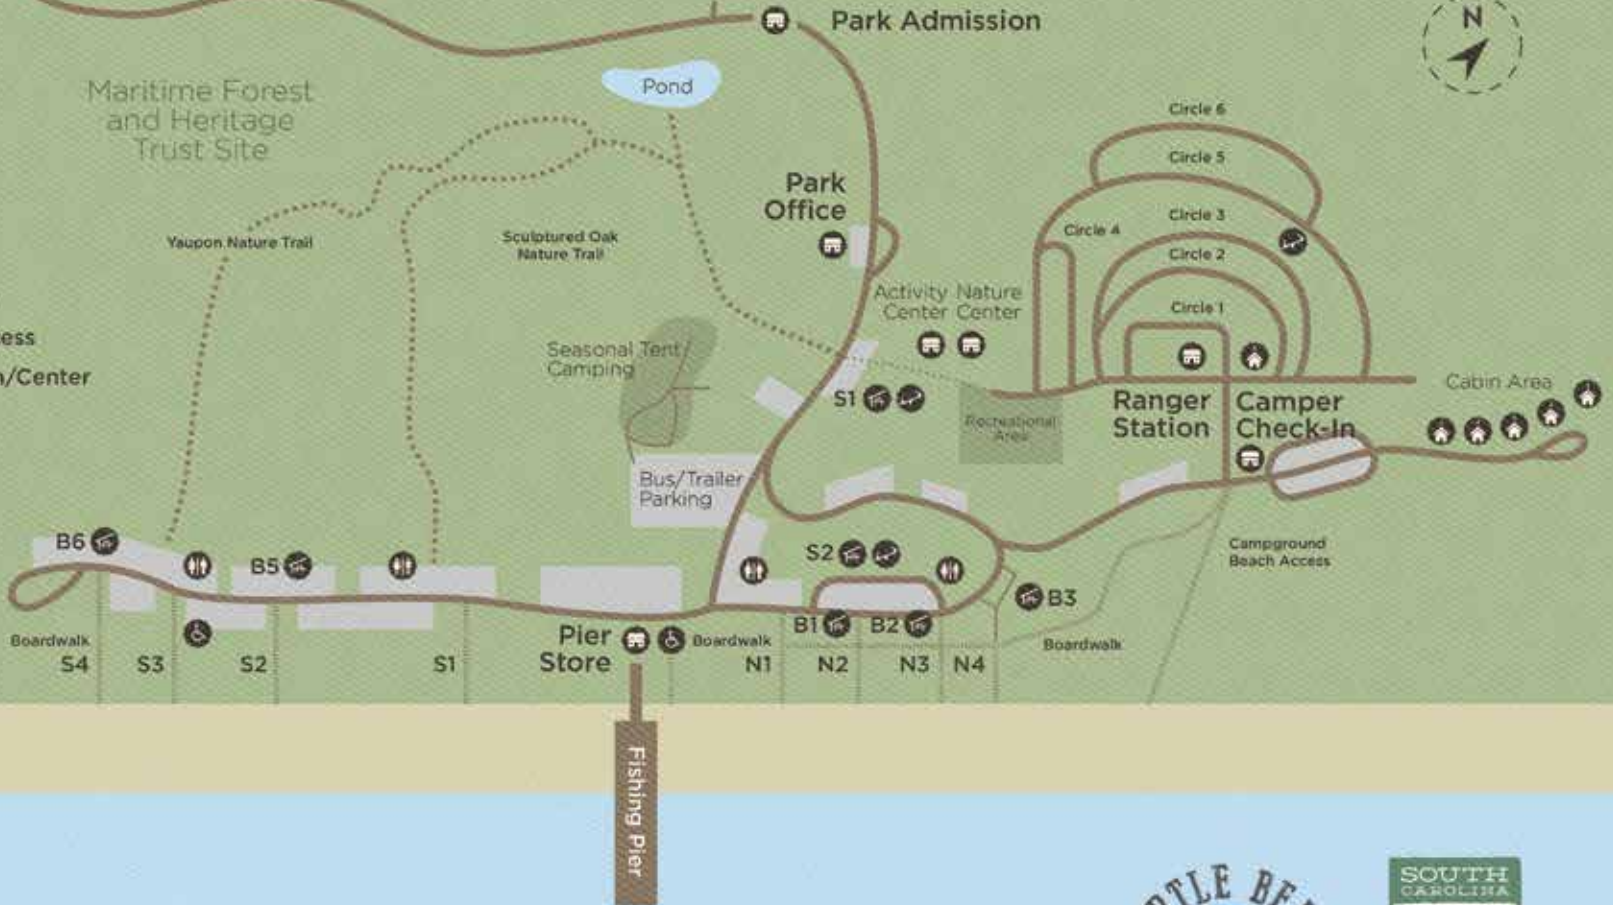 Park Admission
N
Pond
Maritime Forest
and Heritage
Trust Site
Circle 6
Circle 5
Circle 3
Circle 4
Circle 2
Circle 1
Park
Office
Yaupon Nature Trail
Sculptured Oak
Nature Trail
Activity
Center
Nature
Center
ess
/Center
Seasonal Tent
Camping
S1
Recreational
Area
Ranger
Station
Camper
Check-In
Cabin Area
Bus/Trailer
Parking
B6
B5
S2
B3
B1
B2
Campground
Beach Access
Boardwalk
S4
S3
S2
S1
Pier
Store
Boardwalk
N1
N2
N3
N4
Boardwalk
Fishing Pier
RTLE BE
SOUTH
CAROLINA